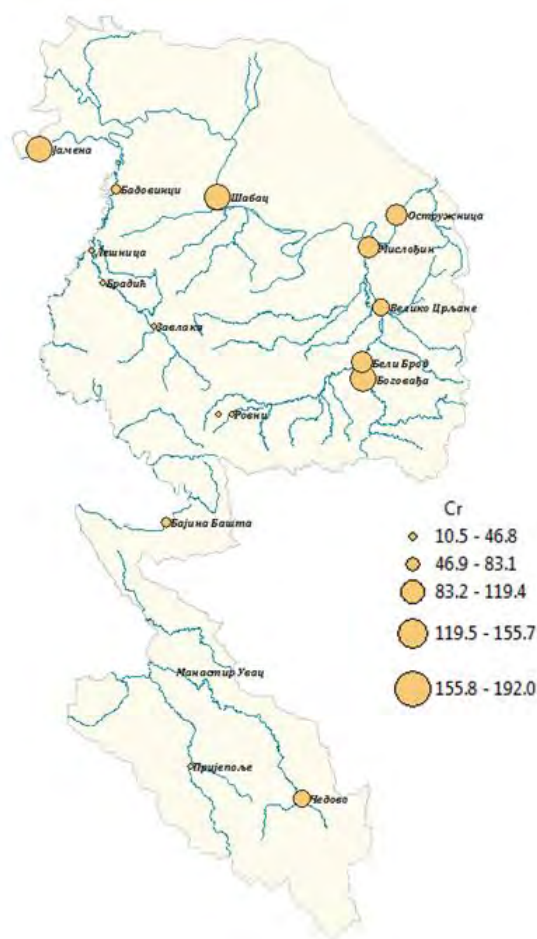 Јамена
Бадовинци
Шабац
Остружница
Мислођин
Лешница
Брадић
Велико Црљане
Завлака
Бели Брод
Боговађа
Ровни
Cr
10.5 - 46.8
46.9 - 83.1
83.2 - 119.4
119.5 - 155.7
155.8 - 192.0
Бајина Башта
Манастир Увац
Пријепоље
Чедово